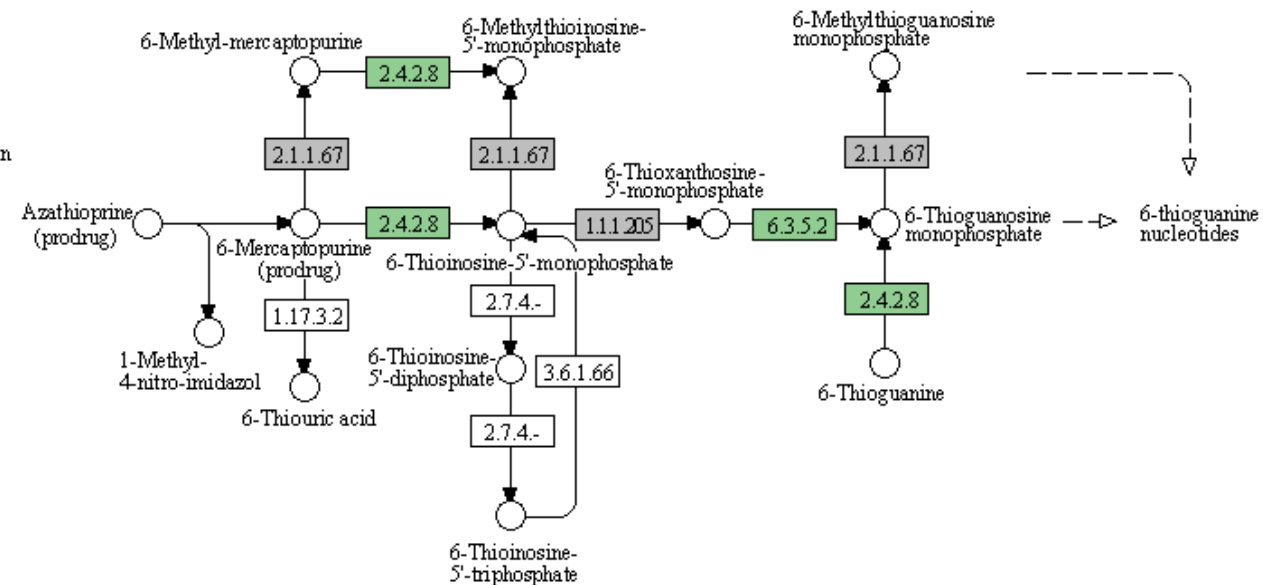 6-Methyl-mercaptopurine
2.4.2.8
6-Methylthioinosine-
5'-monophosphate
6-Methylthioguanosine
monophosphate
n
2.1.1.67
2.1.1.67
2.1.1.67
6-Thioxanthosine-
5'-monophosphate
Azathioprine
(prodrug)
6-Mercaptopurine
(prodrug)
2.4.2.8
6-Thioinosine-5'-monophosphate
1.1.1.205
6.3.5.2
6-Thioguanosine
monophosphate
6-thioguanine
nucleotides
1.17.3.2
2.7.4.-
2.4.2.8
1-Methyl-
4-nitro-imidazol
6-Thiouric acid
6-Thioinosine-
5'-diphosphate
3.6.1.66
6-Thioguanine
2.7.4.-
6-Thioinosine-
5'-triphosphate